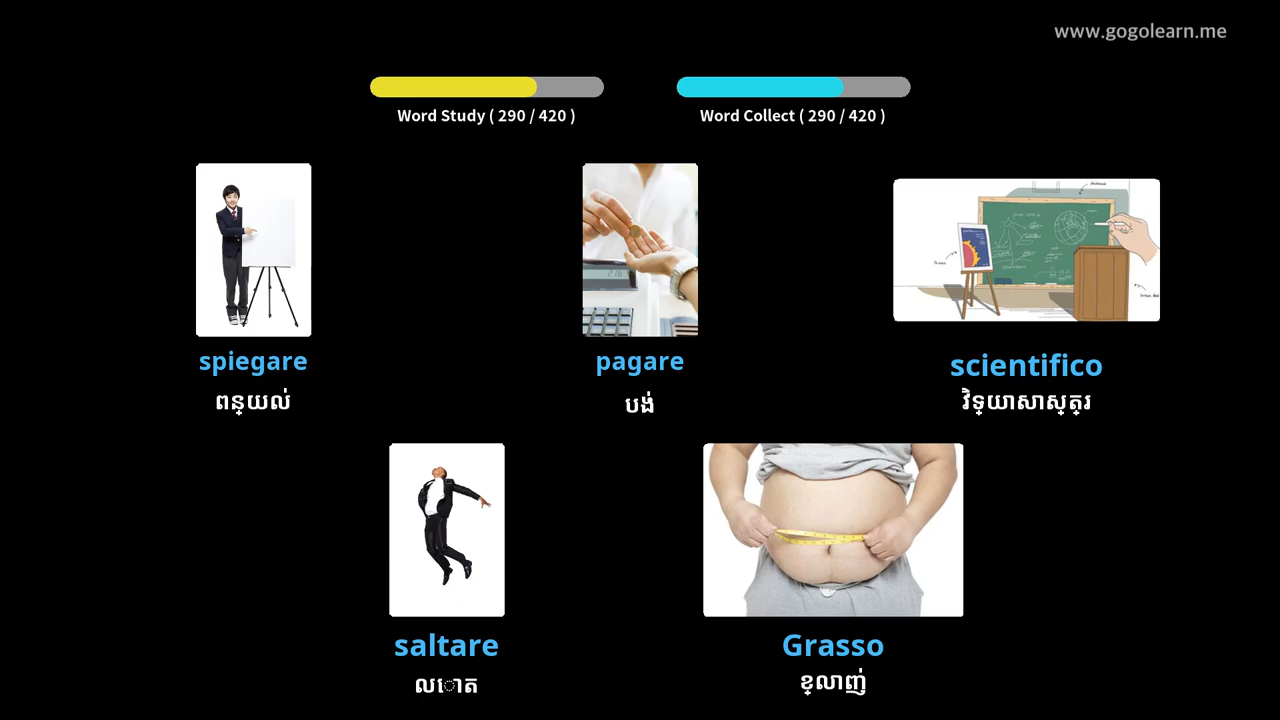 www.gogolearn.me
Word Study ( 290 / 420 )
Word Collect ( 290 / 420 )
spiegare
ពន្យល់
pagare
បង់
scientifico
វិទ្យាសាស្ត្រ
saltare
លោត
Grasso
ខ្លាញ់